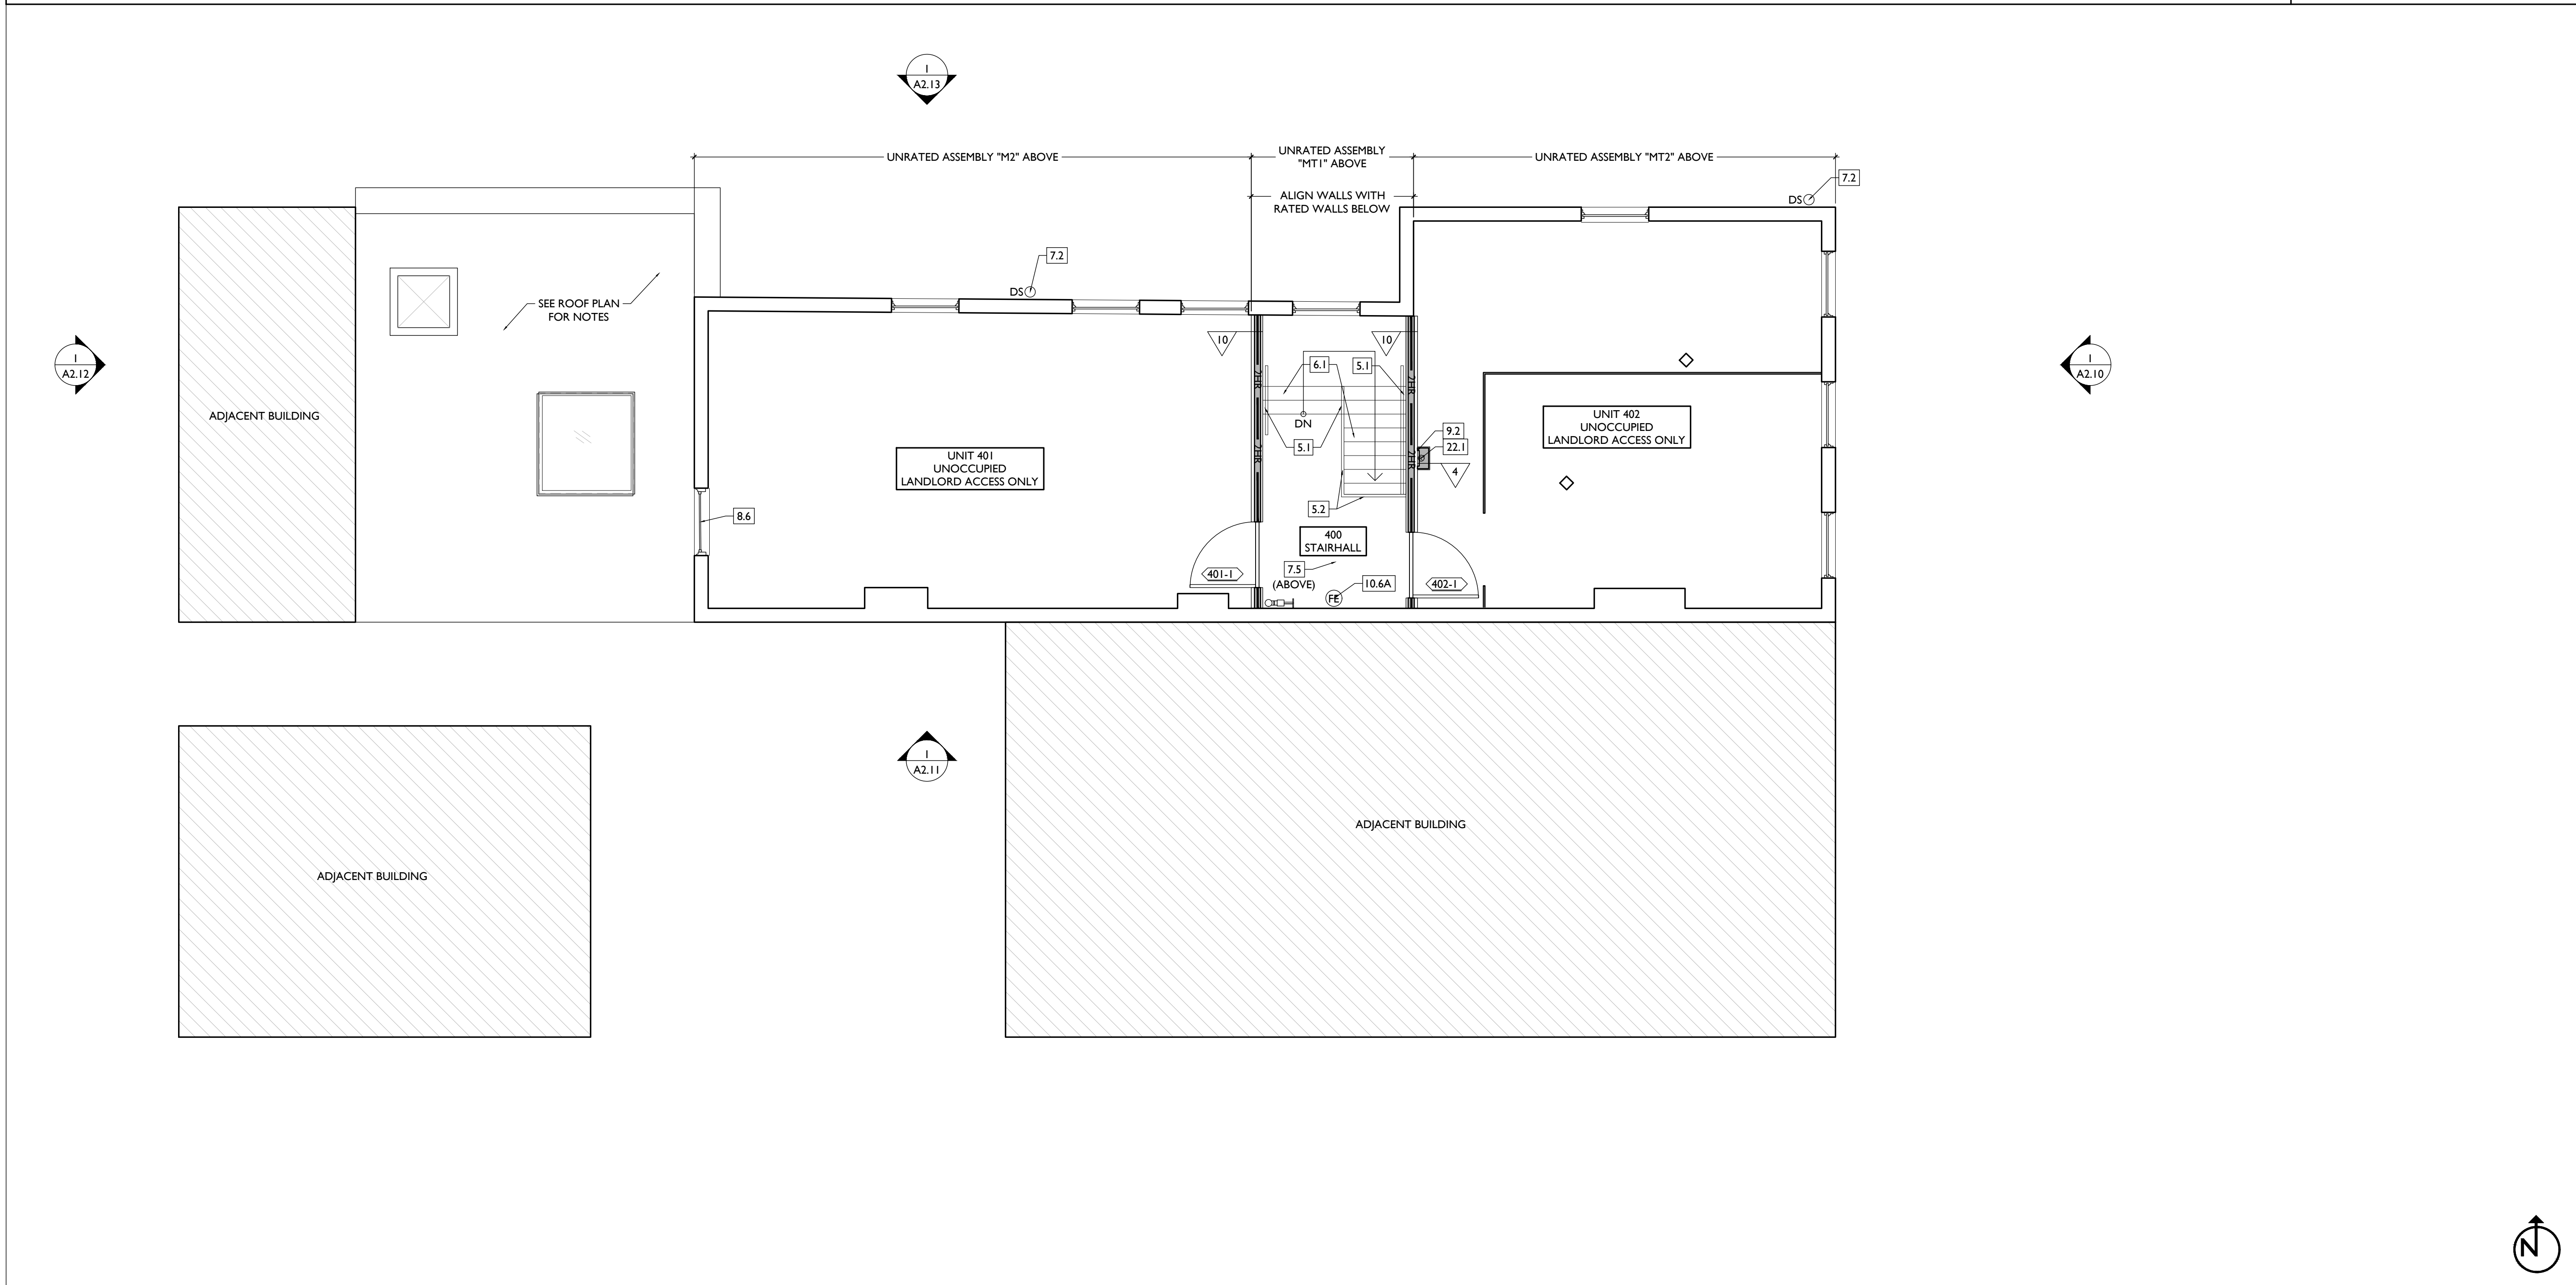 1
A2.13
UNRATED ASSEMBLY "M2" ABOVE
UNRATED ASSEMBLY
"MT1" ABOVE
UNRATED ASSEMBLY "MT2" ABOVE
7.2
DS
ALIGN WALLS WITH
RATED WALLS BELOW
7.2
DS
SEE ROOF PLAN
FOR NOTES
10
10
6.1
5.1
2HR
2HR
1
A2.12
1
A2.10
ADJACENT BUILDING
DN
5.1
2HR
2HR
9.2
22.1
4
UNIT 402
UNOCCUPIED
LANDLORD ACCESS ONLY
UNIT 401
UNOCCUPIED
LANDLORD ACCESS ONLY
5.2
8.6
400
STAIRHALL
7.5
(ABOVE)
10.6A
FE
401-1
402-1
1
A2.11
ADJACENT BUILDING
ADJACENT BUILDING
N